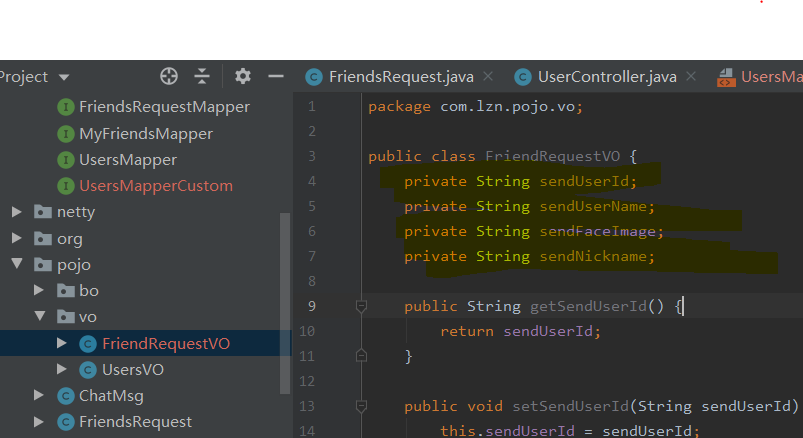 Project
FriendsRequest.java
UserController.java
UsersMa
FriendsRequestMapper
MyFriendsMapper
UsersMapper
UsersMapperCustom
netty
org
pojo
bo
vo
FriendRequestVO
UsersVO
ChatMsg
FriendsRequest
1 package com.lzn.pojo.vo;
2
3 public class FriendRequestVO {
4 private String sendUserId;
5 private String sendUserName;
6 private String sendFaceImage;
7 private String sendNickname;
8
9 public String getSendUserId() {
10 return sendUserId;
11 }
12
13 public void setSendUserId(String sendUserId)
14 this.sendUserId = sendUserId;